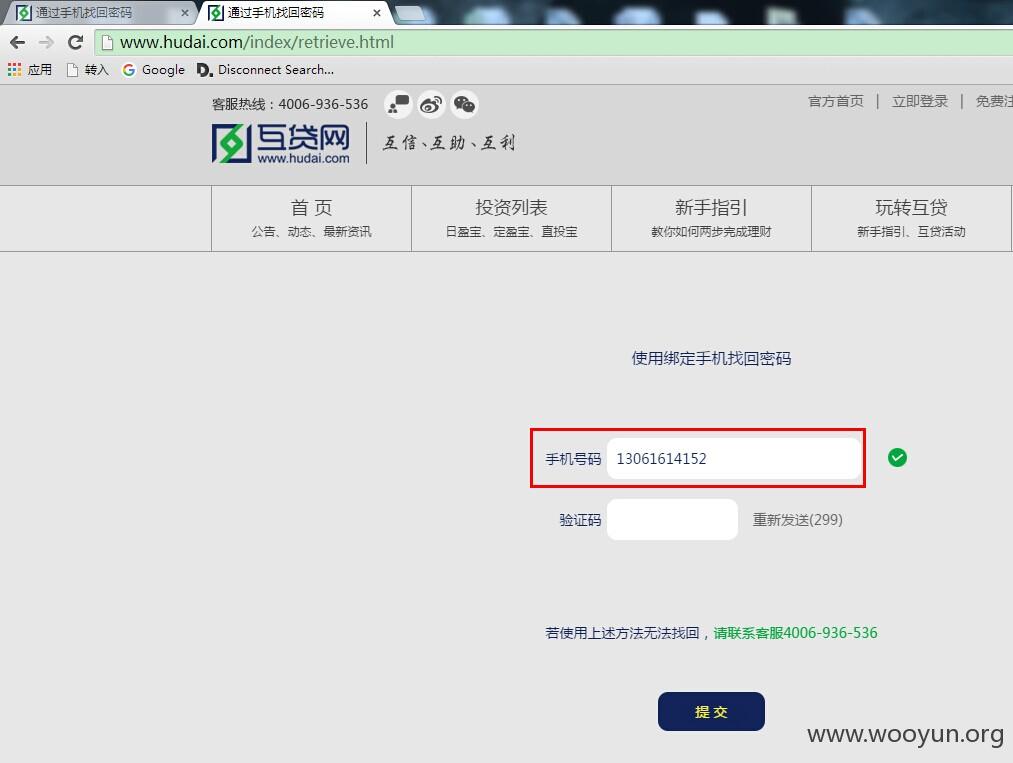 通过手机找回密码
通过手机找回密码
www.hudai.com/index/retrieve.html
应用 转入 Google Disconnect Search...
客服热线：4006-936-536
官方首页 | 立即登录 | 免费注
互贷网
www.hudai.com
互信、互助、互利
首 页
公告、动态、最新资讯
投资列表
日盈宝、定盈宝、直投宝
新手指引
教你如何两步完成理财
玩转互贷
新手指引、互贷活动
使用绑定手机找回密码
手机号码 13061614152
验证码 重新发送(299)
若使用上述方法无法找回，请联系客服4006-936-536
提 交
www.wooyun.org